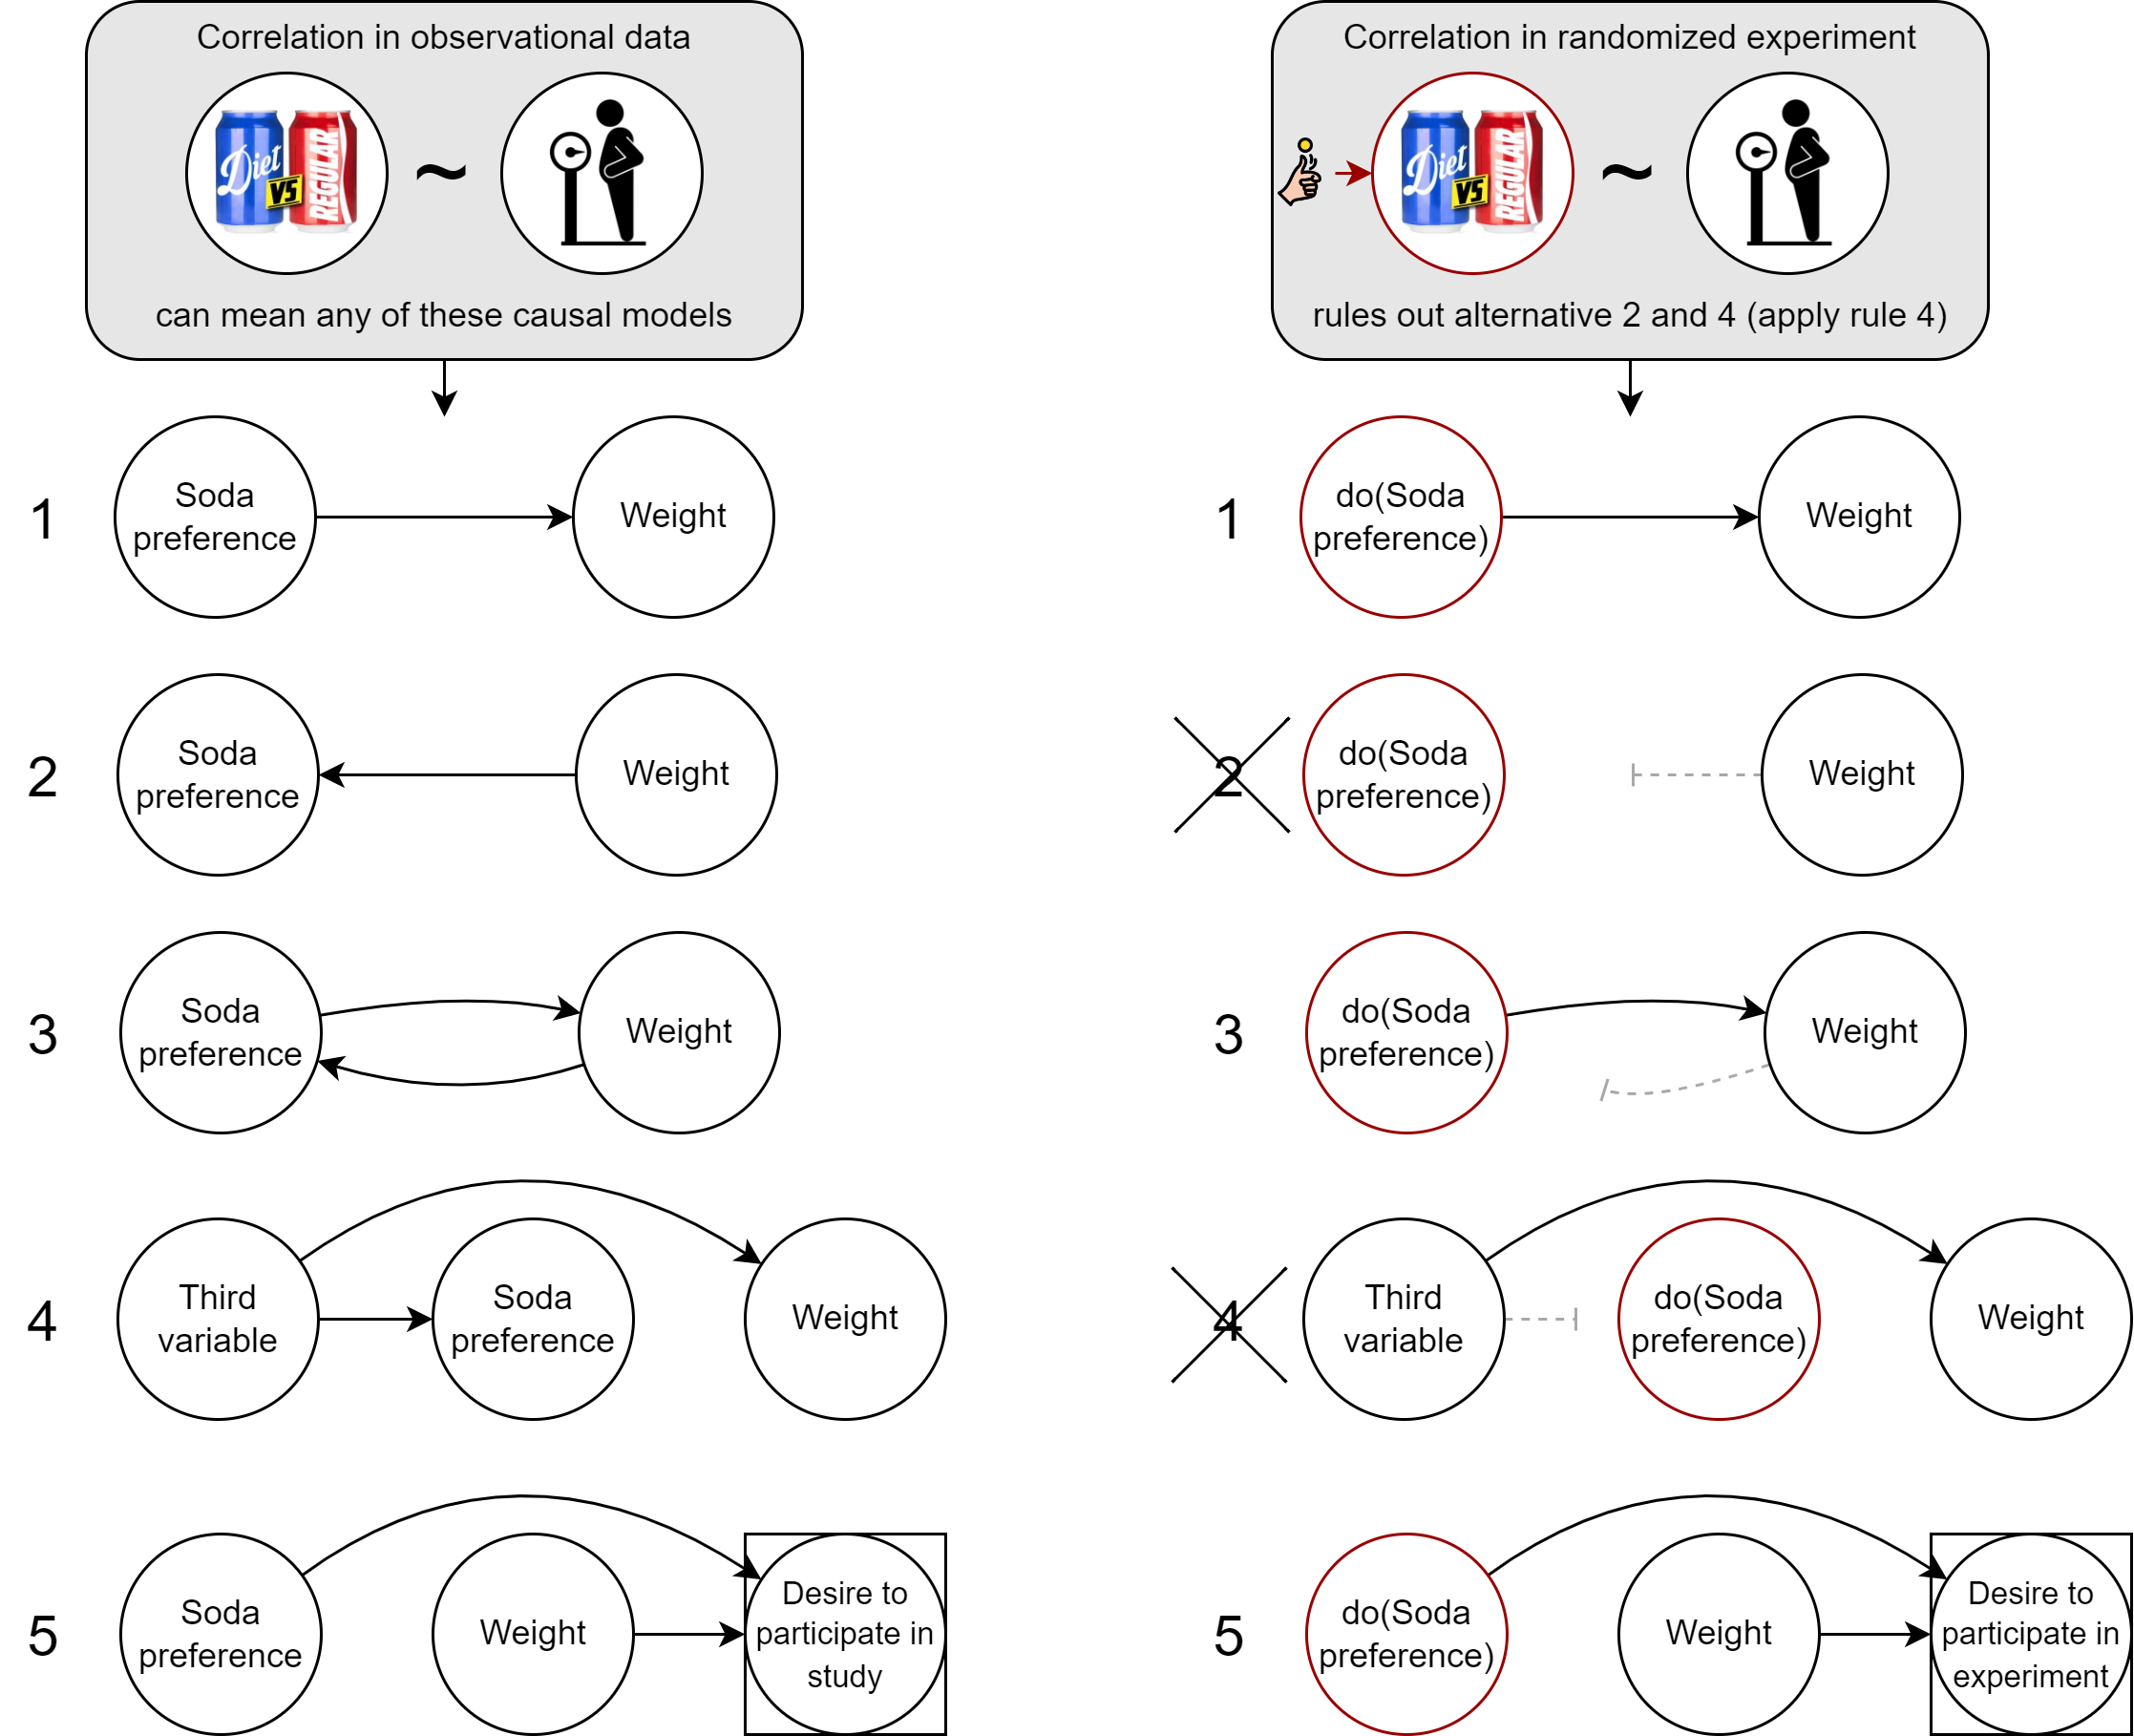 Correlation in observational data
Diet
VS
REGULAR
~
can mean any of these causal models
1
Soda
preference
Weight
2
Soda
preference
Weight
3
Soda
preference
Weight
4
Third
variable
Soda
preference
Weight
5
Soda
preference
Weight
Desire to
participate in
study
Correlation in randomized experiment
Diet
VS
REGULAR
~
rules out alternative 2 and 4 (apply rule 4)
1
do(Soda
preference)
Weight
2
do(Soda
preference)
Weight
3
do(Soda
preference)
Weight
4
Third
variable
do(Soda
preference)
Weight
5
do(Soda
preference)
Weight
Desire to
participate in
experiment